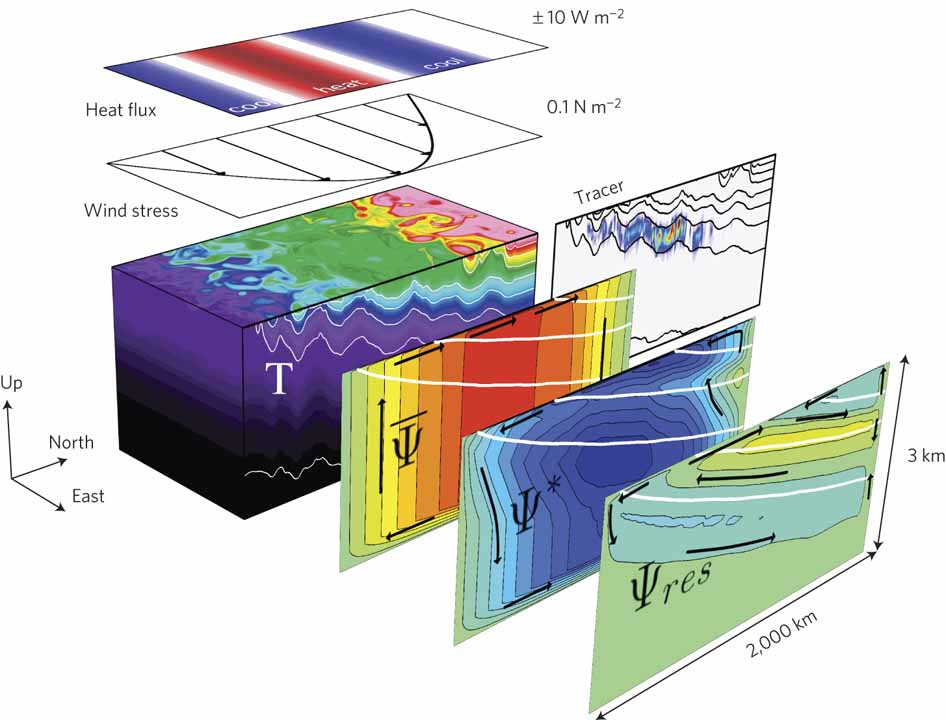 ± 10 W m⁻²
cool
heat
cool
Heat flux
0.1 N m⁻²
Wind stress
Tracer
T
Up
North
East
Ψ̅
Ψ*
Ψres
3 km
2,000 km